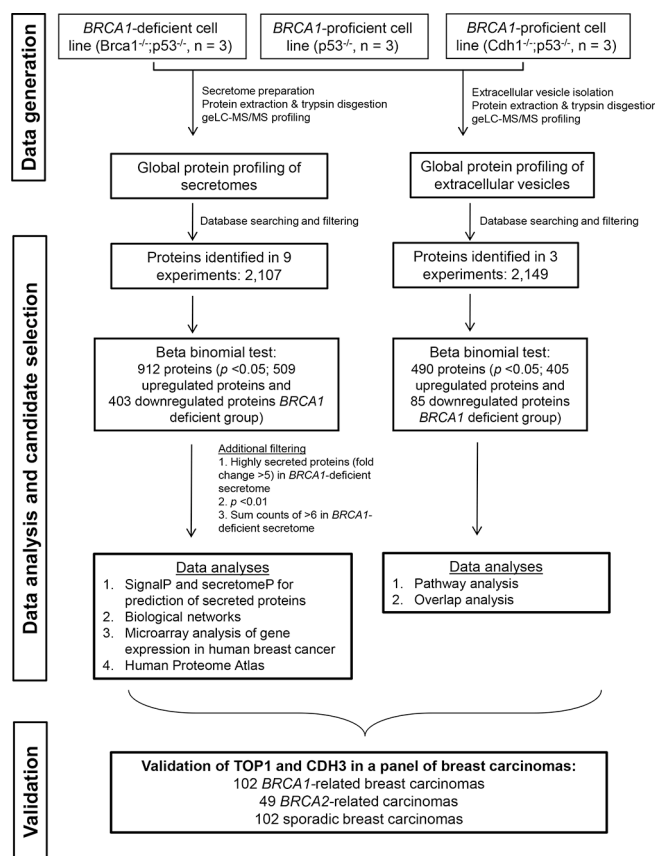 Data generation
BRCA1-deficient cell
line (Brca1-/-;p53-/-, n = 3)
BRCA1-proficient cell
line (p53-/-, n = 3)
BRCA1-proficient cell
line (Cdh1-/-;p53-/-, n = 3)
Secretome preparation
Protein extraction & trypsin disgestion
geLC-MS/MS profiling
Extracellular vesicle isolation
Protein extraction & trypsin disgestion
geLC-MS/MS profiling
Global protein profiling of
secretomes
Global protein profiling of
extracellular vesicles
Data analysis and candidate selection
Database searching and filtering
Database searching and filtering
Proteins identified in 9
experiments: 2,107
Proteins identified in 3
experiments: 2,149
Beta binomial test:
912 proteins (p <0.05; 509
upregulated proteins and
403 downregulated proteins BRCA1
deficient group)
Beta binomial test:
490 proteins (p <0.05; 405
upregulated proteins and
85 downregulated proteins
BRCA1 deficient group)
Additional filtering
1. Highly secreted proteins (fold
change >5) in BRCA1-deficient
secretome
2. p <0.01
3. Sum counts of >6 in BRCA1-
deficient secretome
Data analyses
1. SignalP and secretomeP for
prediction of secreted proteins
2. Biological networks
3. Microarray analysis of gene
expression in human breast cancer
4. Human Proteome Atlas
Data analyses
1. Pathway analysis
2. Overlap analysis
Validation
Validation of TOP1 and CDH3 in a panel of breast carcinomas:
102 BRCA1-related breast carcinomas
49 BRCA2-related carcinomas
102 sporadic breast carcinomas